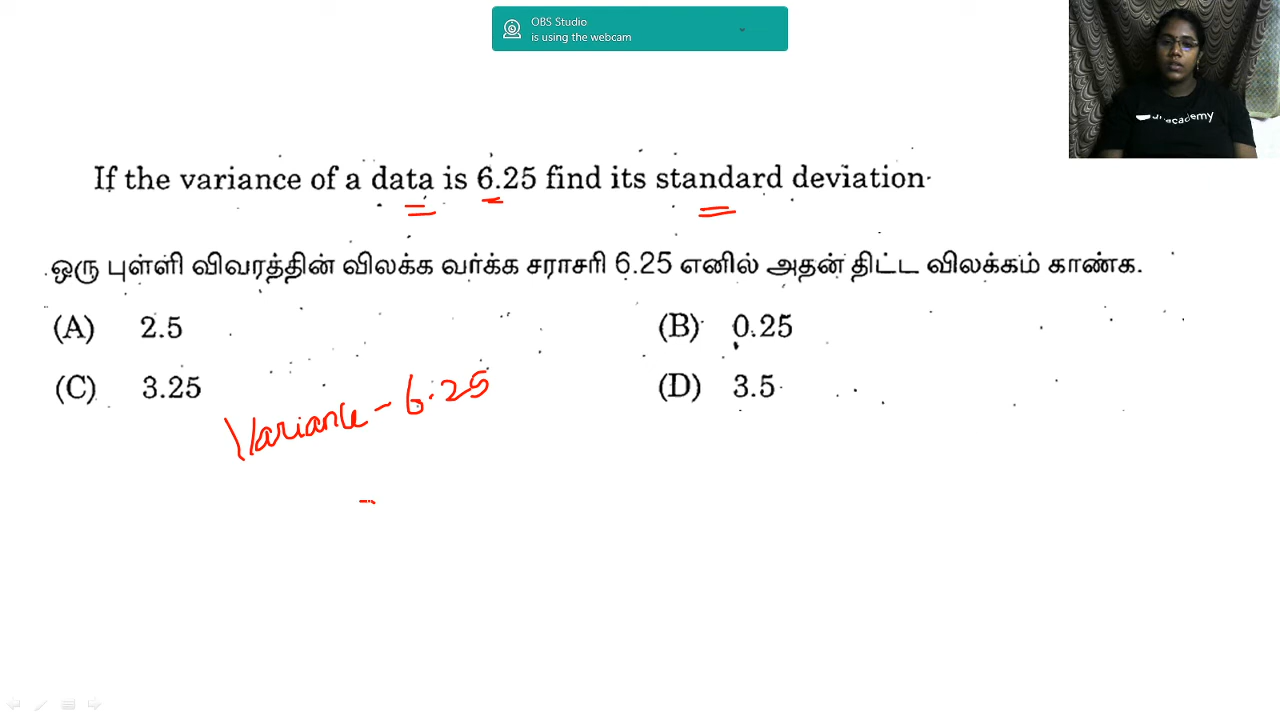 OBS Studio
is using the webcam
academy
If the variance of a data is 6.25 find its standard deviation
ஒரு புள்ளி விவரத்தின் விலக்க வர்க்க சராசரி 6.25 எனில் அதன் திட்ட விலக்கம் காண்க.
(A) 2.5 (B) 0.25
(C) 3.25 (D) 3.5
Variance - 6.25